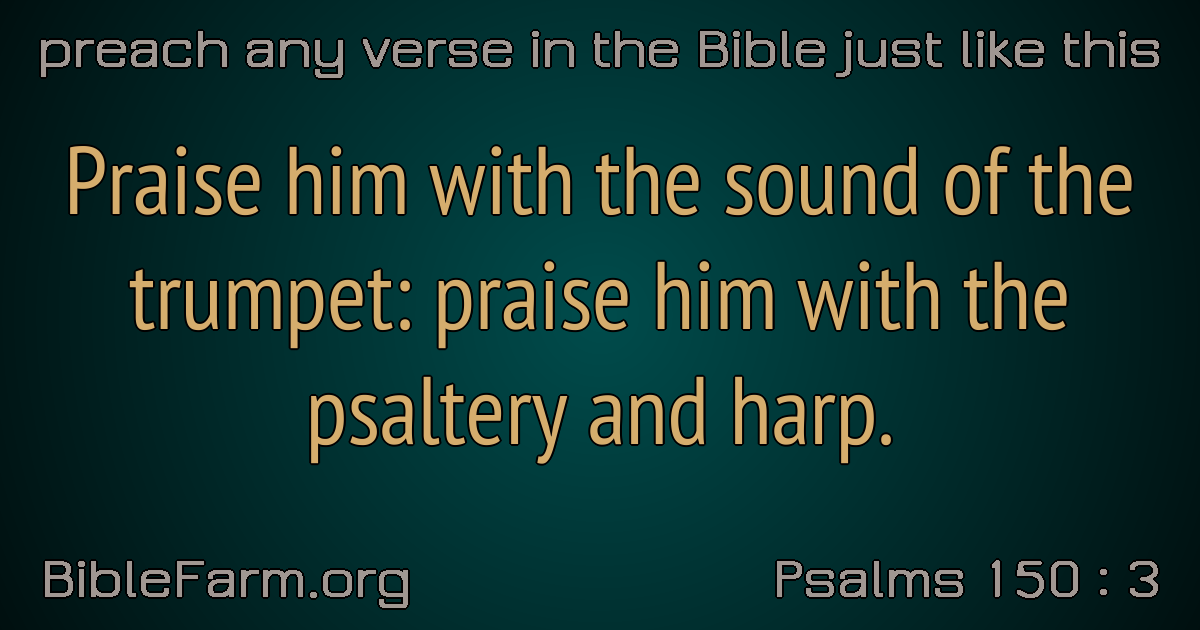 preach any verse in the Bible just like this
Praise him with the sound of the
trumpet: praise him with the
psaltery and harp.
BibleFarm.org
Psalms 150 : 3